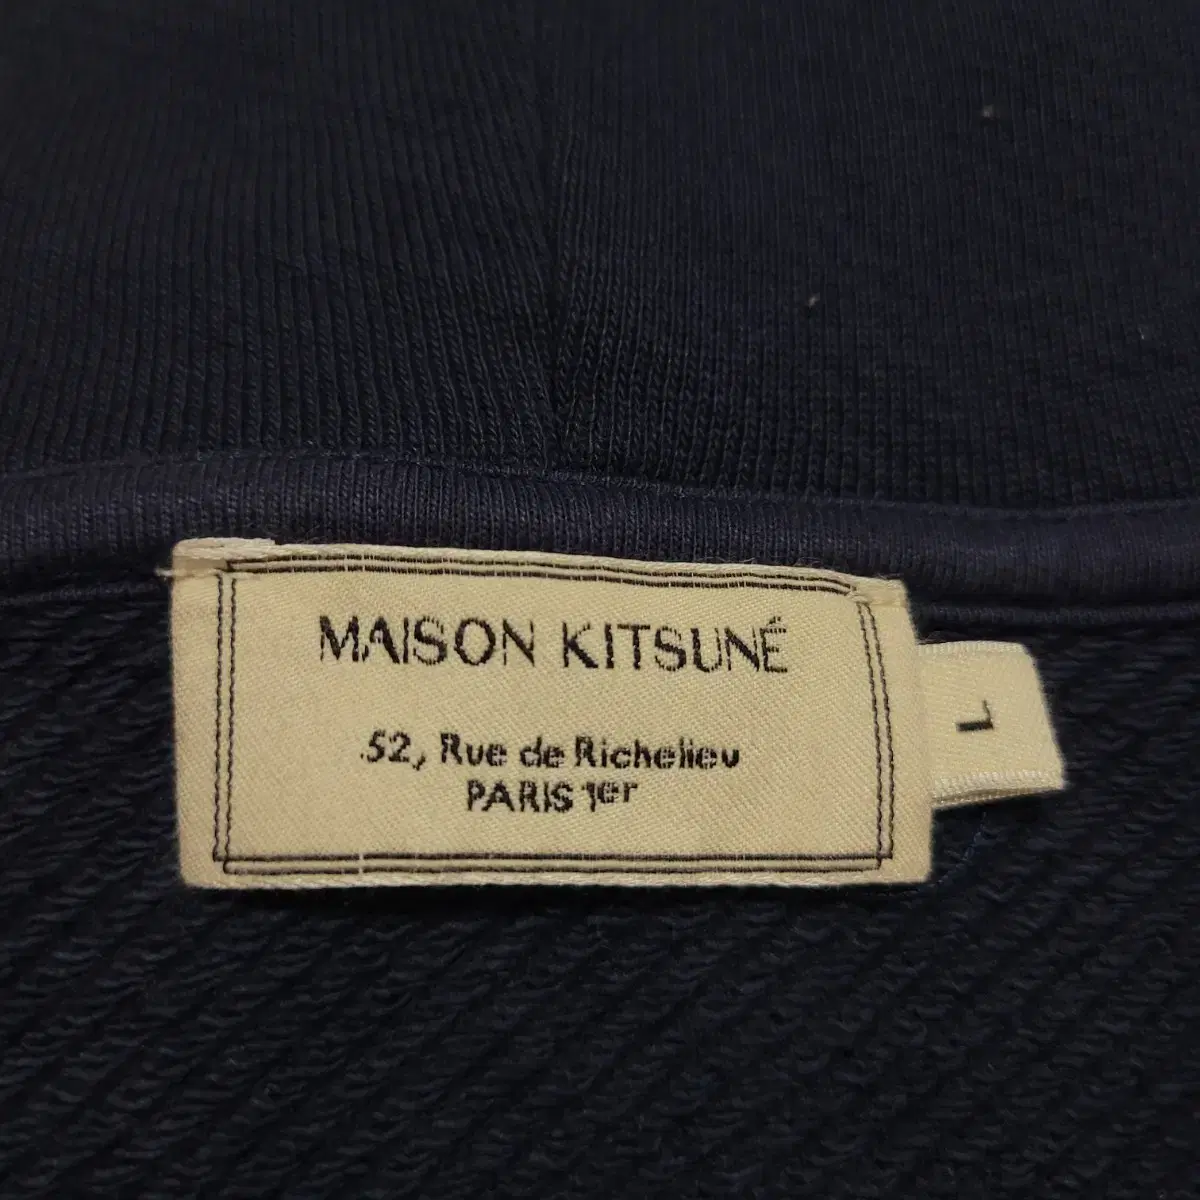 MAISON KITSUNÉ
52, Rue de Richelieu
PARIS 1er
L